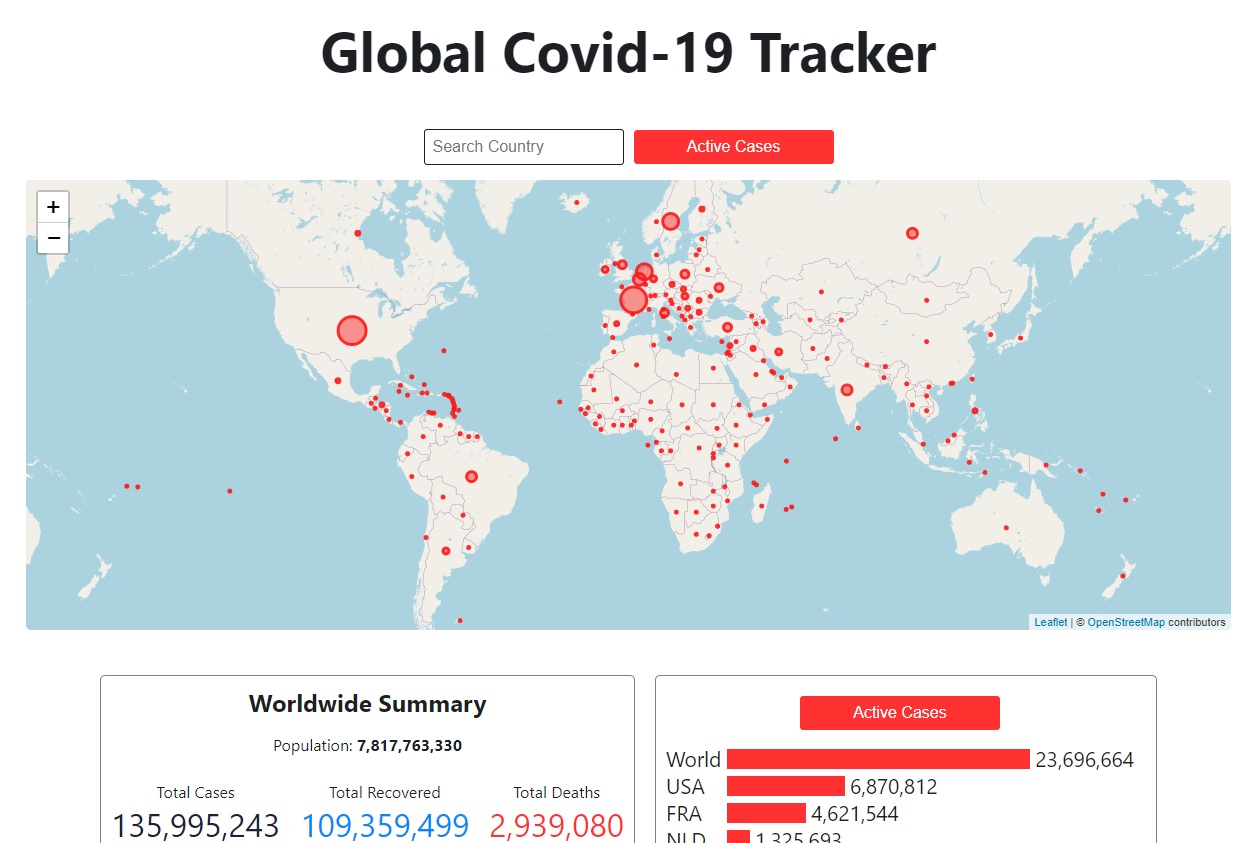 Global Covid-19 Tracker
Search Country
Active Cases
+
−
Leaflet | © OpenStreetMap contributors
Worldwide Summary
Population: 7,817,763,330
Total Cases
Total Recovered
Total Deaths
135,995,243
109,359,499
2,939,080
Active Cases
World 23,696,664
USA 6,870,812
FRA 4,621,544
NLD 1,325,693